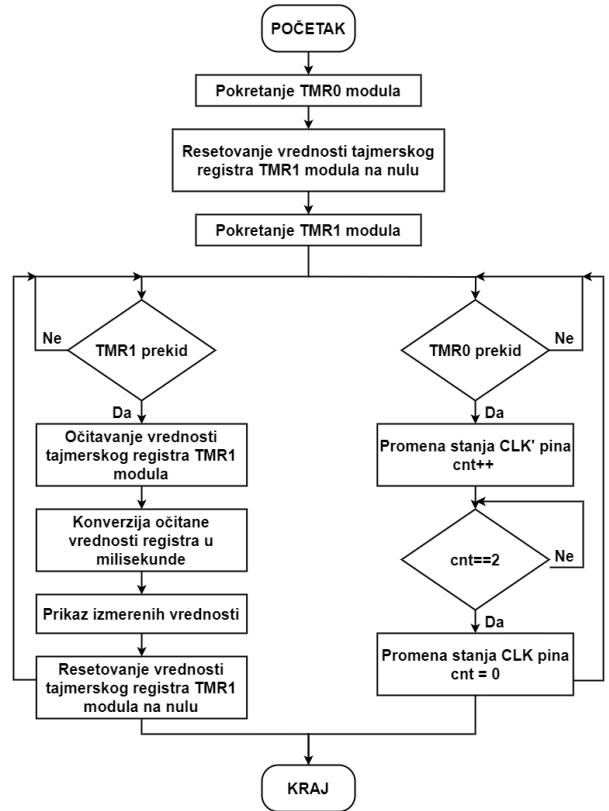 POČETAK
Pokretanje TMR0 modula
Resetovanje vrednosti tajmerskog
registra TMR1 modula na nulu
Pokretanje TMR1 modula
Ne
TMR1 prekid
Da
Očitavanje vrednosti
tajmerskog registra TMR1
modula
Konverzija očitane
vrednosti registra u
milisekunde
Prikaz izmerenih vrednosti
Resetovanje vrednosti
tajmerskog registra TMR1
modula na nulu
TMR0 prekid
Ne
Da
Promena stanja CLK' pina
cnt++
cnt==2
Ne
Da
Promena stanja CLK pina
cnt = 0
KRAJ